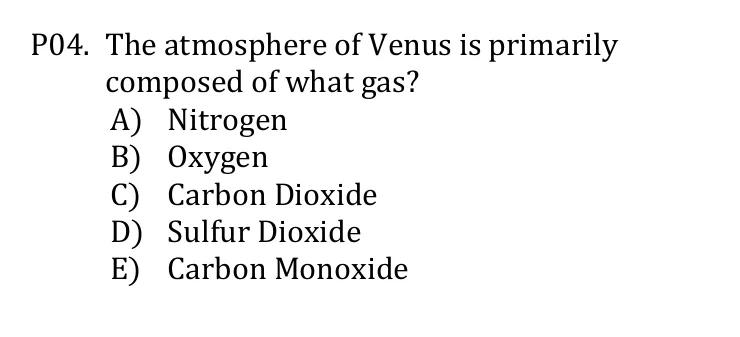 P04. The atmosphere of Venus is primarily
composed of what gas?
A) Nitrogen
B) Oxygen
C) Carbon Dioxide
D) Sulfur Dioxide
E) Carbon Monoxide